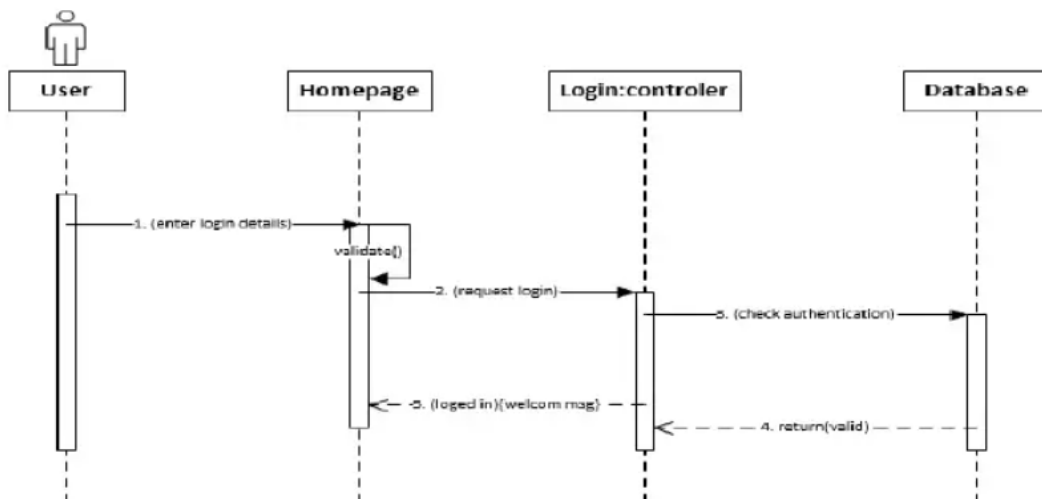 User
Homepage
Login:controler
Database
1. (enter login details)
validate()
2. (request login)
3. (check authentication)
5. (loged in){welcom msg}
4. return(valid)